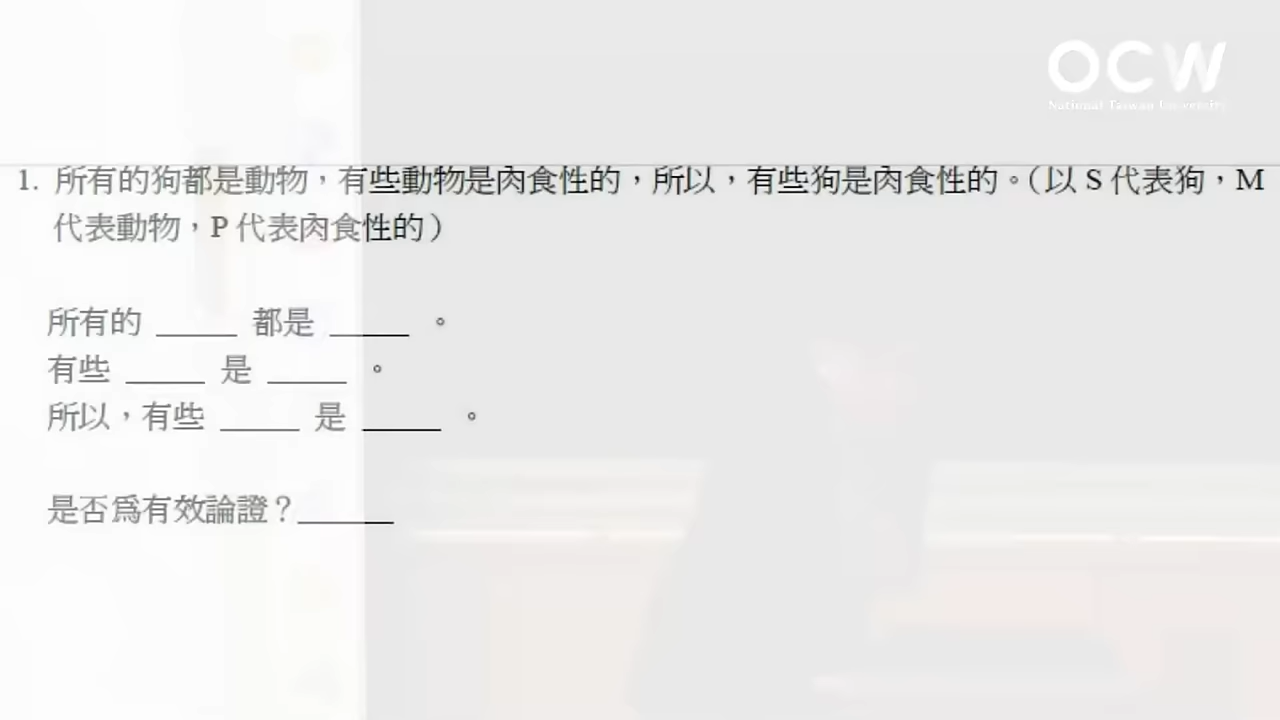 OCW
National Taiwan University
1. 所有的狗都是動物，有些動物是肉食性的，所以，有些狗是肉食性的。（以 S 代表狗，M
代表動物，P 代表肉食性的）
所有的 _____ 都是 _____ 。
有些 _____ 是 _____ 。
所以，有些 _____ 是 _____ 。
是否為有效論證？______